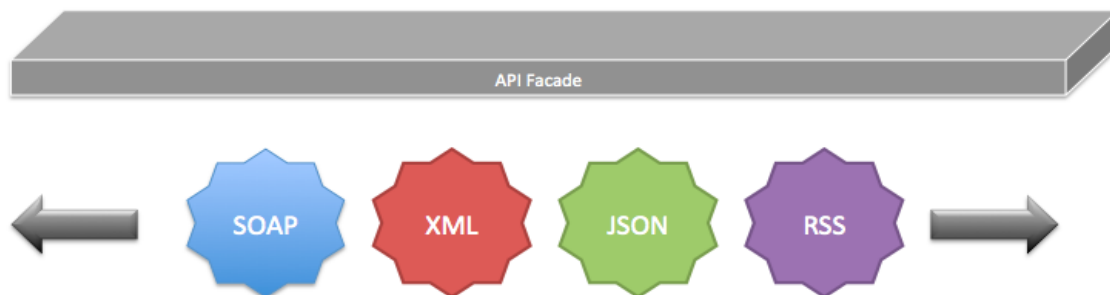 API Facade
SOAP
XML
JSON
RSS